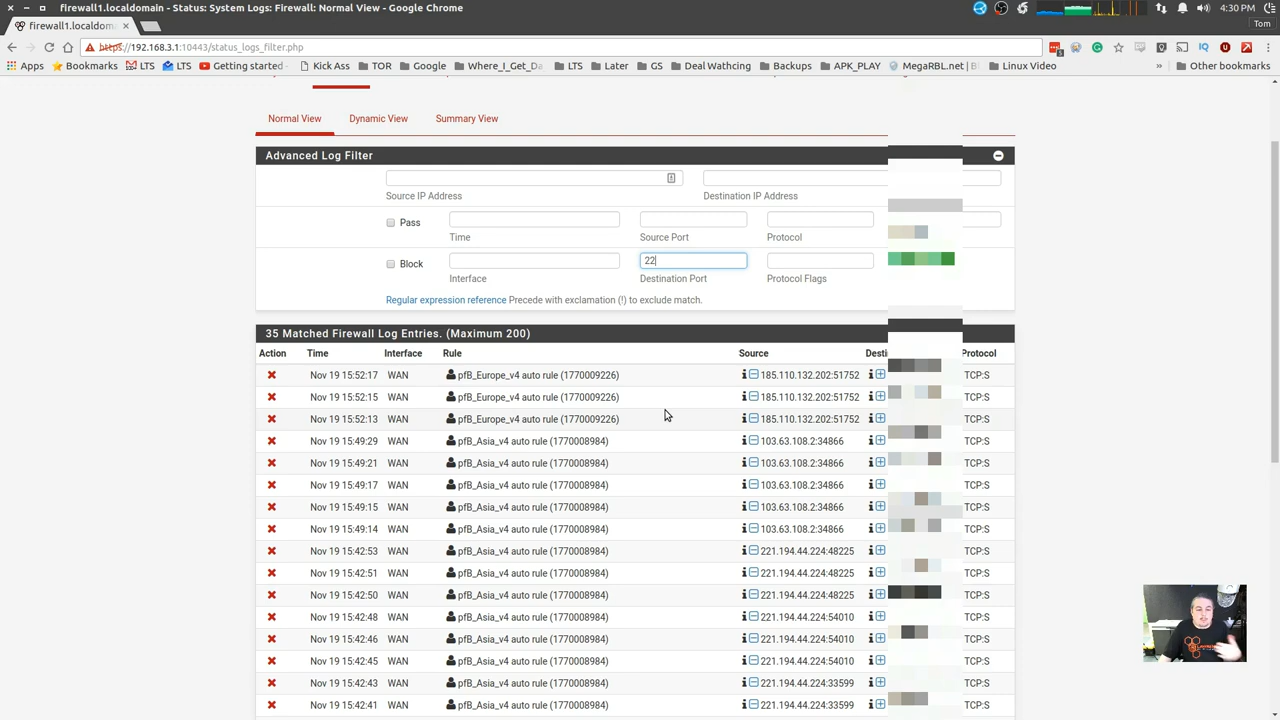 firewall1.localdomain - Status: System Logs: Firewall: Normal View - Google Chrome
4:30 PM
firewall1.localdoma
Tom
https://192.168.3.1:10443/status_logs_filter.php
Apps Bookmarks LTS LTS Getting started Kick Ass TOR Google Where_I_Get_Da LTS Later GS Deal Wathcing Backups APK_PLAY MegaRBL.net | Linux Video » Other bookmarks
Normal View Dynamic View Summary View
Advanced Log Filter
Source IP Address Destination IP Address
Pass
Time Source Port Protocol
Block 22
Interface Destination Port Protocol Flags
Regular expression reference Precede with exclamation (!) to exclude match.
35 Matched Firewall Log Entries. (Maximum 200)
Action Time Interface Rule Source Desti Protocol
Nov 19 15:52:17 WAN pfB_Europe_v4 auto rule (1770009226) 185.110.132.202:51752 TCP:S
Nov 19 15:52:15 WAN pfB_Europe_v4 auto rule (1770009226) 185.110.132.202:51752 TCP:S
Nov 19 15:52:13 WAN pfB_Europe_v4 auto rule (1770009226) 185.110.132.202:51752 TCP:S
Nov 19 15:49:29 WAN pfB_Asia_v4 auto rule (1770008984) 103.63.108.2:34866 TCP:S
Nov 19 15:49:21 WAN pfB_Asia_v4 auto rule (1770008984) 103.63.108.2:34866 TCP:S
Nov 19 15:49:17 WAN pfB_Asia_v4 auto rule (1770008984) 103.63.108.2:34866 TCP:S
Nov 19 15:49:15 WAN pfB_Asia_v4 auto rule (1770008984) 103.63.108.2:34866 TCP:S
Nov 19 15:49:14 WAN pfB_Asia_v4 auto rule (1770008984) 103.63.108.2:34866 TCP:S
Nov 19 15:42:53 WAN pfB_Asia_v4 auto rule (1770008984) 221.194.44.224:48225 TCP:S
Nov 19 15:42:51 WAN pfB_Asia_v4 auto rule (1770008984) 221.194.44.224:48225 TCP:S
Nov 19 15:42:50 WAN pfB_Asia_v4 auto rule (1770008984) 221.194.44.224:48225 TCP:S
Nov 19 15:42:48 WAN pfB_Asia_v4 auto rule (1770008984) 221.194.44.224:54010 TCP:S
Nov 19 15:42:46 WAN pfB_Asia_v4 auto rule (1770008984) 221.194.44.224:54010 TCP:S
Nov 19 15:42:45 WAN pfB_Asia_v4 auto rule (1770008984) 221.194.44.224:54010 TCP:S
Nov 19 15:42:43 WAN pfB_Asia_v4 auto rule (1770008984) 221.194.44.224:33599 TCP:S
Nov 19 15:42:41 WAN pfB_Asia_v4 auto rule (1770008984) 221.194.44.224:33599 TCP:S